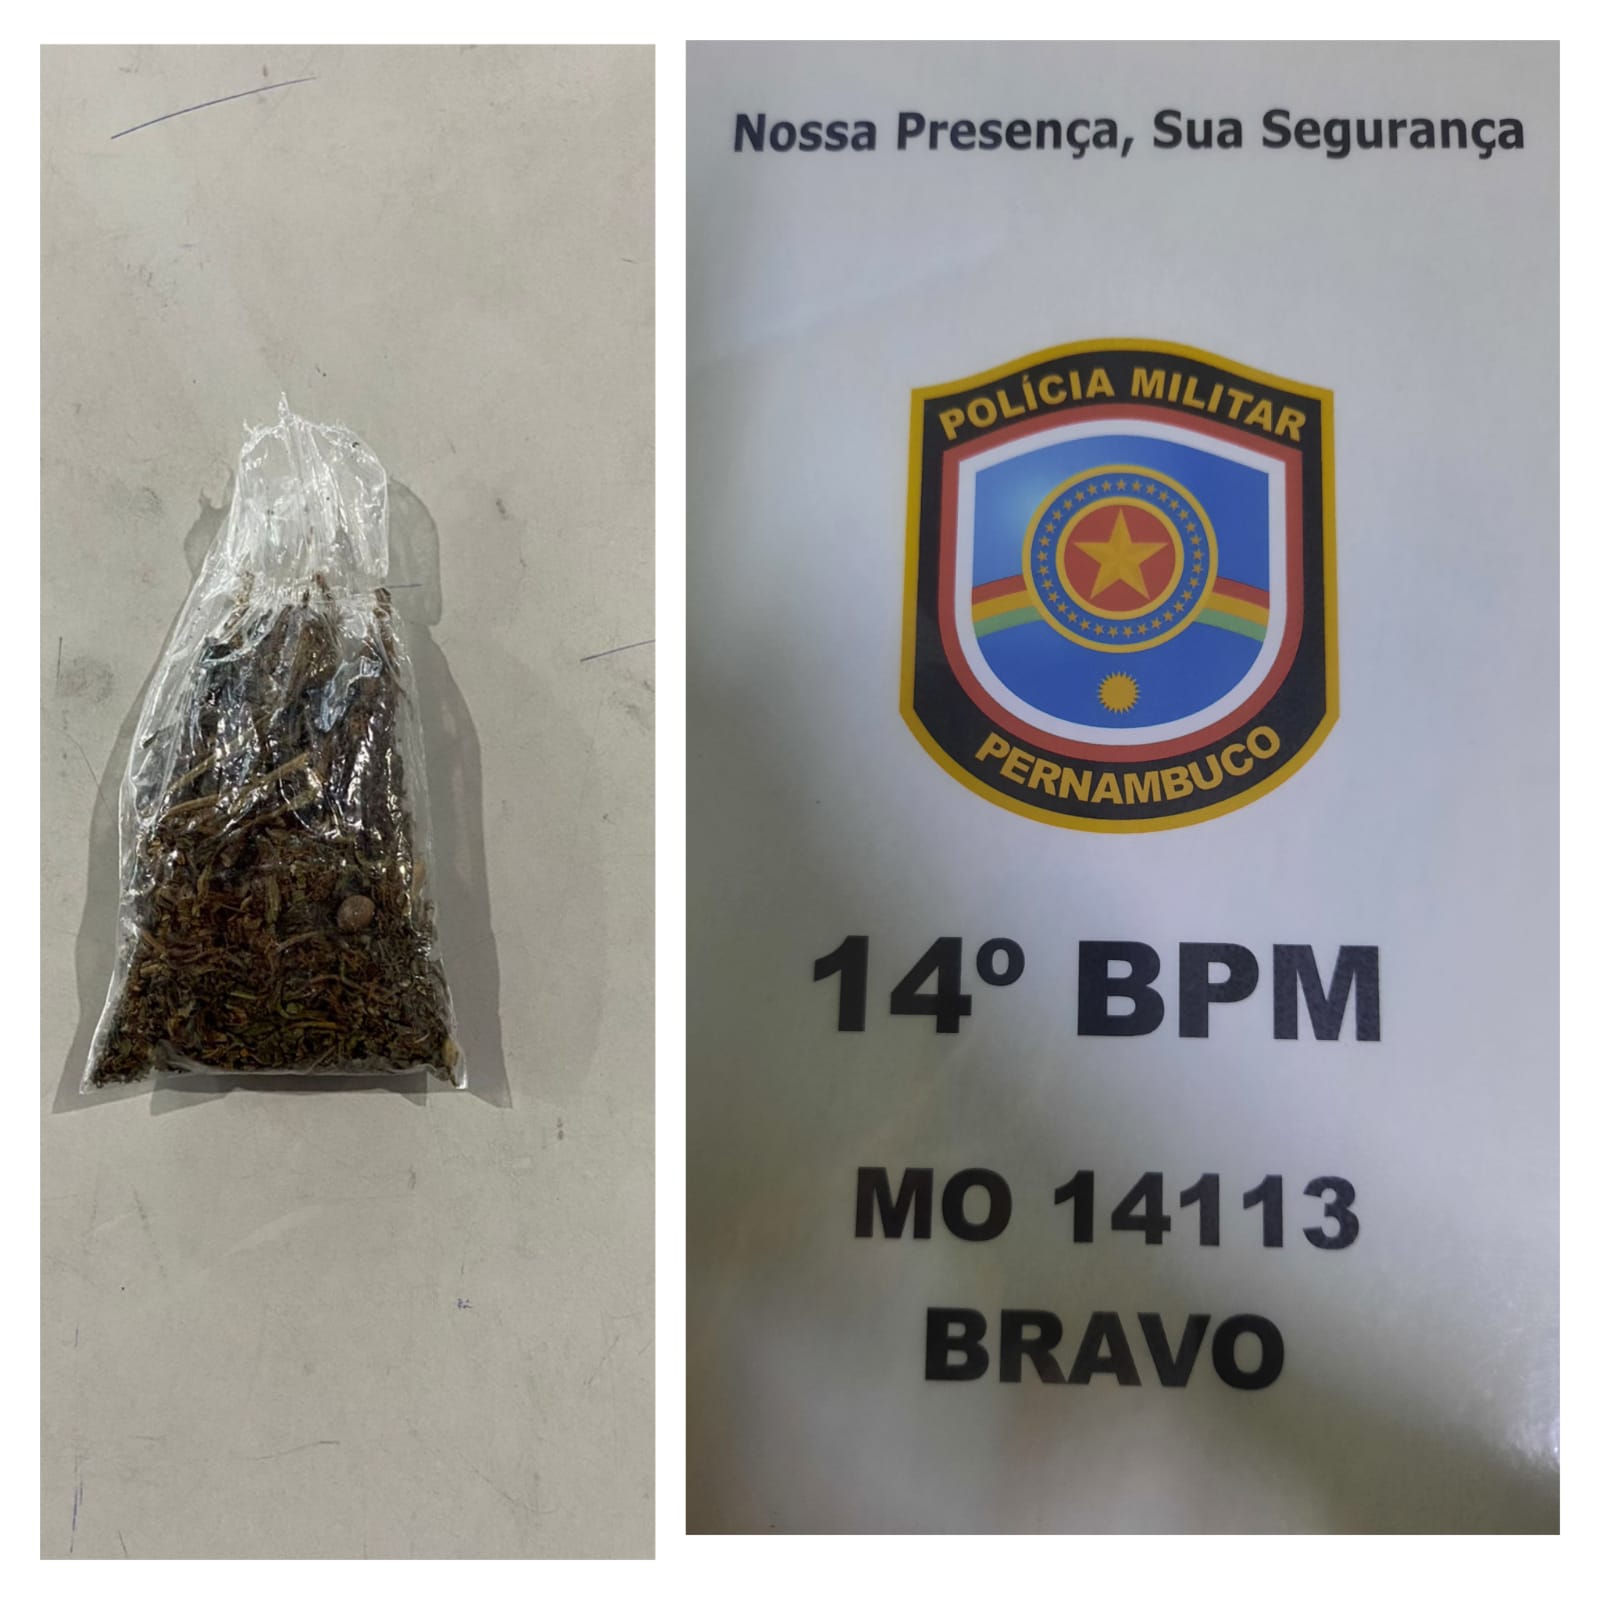 Nossa Presença, Sua Segurança
POLÍCIA MILITAR
PERNAMBUCO
14º BPM
MO 14113
BRAVO